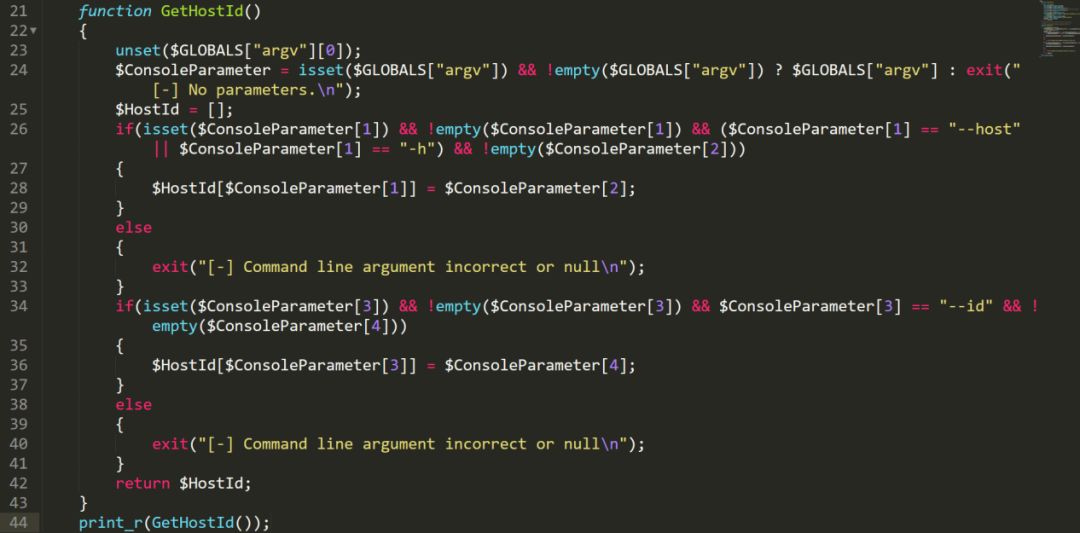 21 function GetHostId()
22 {
23 unset($GLOBALS["argv"][0]);
24 $ConsoleParameter = isset($GLOBALS["argv"]) && !empty($GLOBALS["argv"]) ? $GLOBALS["argv"] : exit("
[-] No parameters.\n");
25 $HostId = [];
26 if(isset($ConsoleParameter[1]) && !empty($ConsoleParameter[1]) && ($ConsoleParameter[1] == "--host"
|| $ConsoleParameter[1] == "-h") && !empty($ConsoleParameter[2]))
27 {
28 $HostId[$ConsoleParameter[1]] = $ConsoleParameter[2];
29 }
30 else
31 {
32 exit("[-] Command line argument incorrect or null\n");
33 }
34 if(isset($ConsoleParameter[3]) && !empty($ConsoleParameter[3]) && $ConsoleParameter[3] == "--id" && !
empty($ConsoleParameter[4]))
35 {
36 $HostId[$ConsoleParameter[3]] = $ConsoleParameter[4];
37 }
38 else
39 {
40 exit("[-] Command line argument incorrect or null\n");
41 }
42 return $HostId;
43 }
44 print_r(GetHostId());